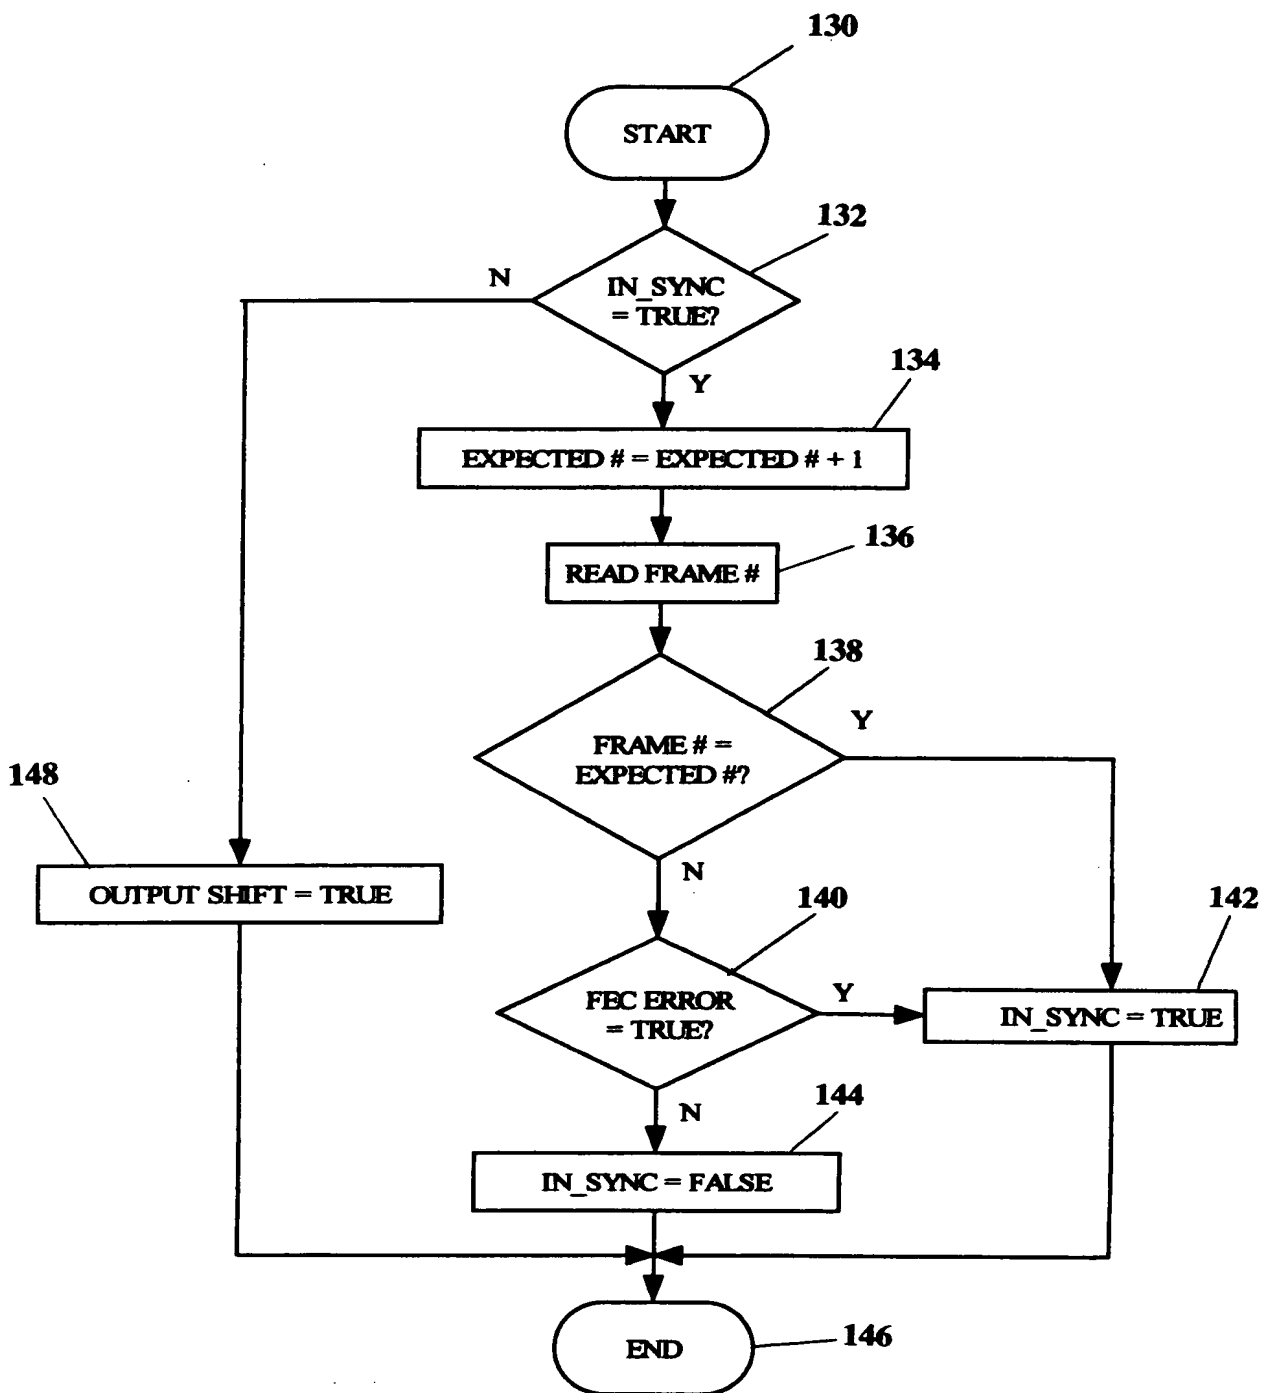 130
START
132
N
IN_SYNC
= TRUE?
Y
134
EXPECTED # = EXPECTED # + 1
136
READ FRAME #
138
Y
FRAME # =
EXPECTED #?
148
N
OUTPUT SHIFT = TRUE
140
142
FEC ERROR
= TRUE?
Y
IN_SYNC = TRUE
N
144
IN_SYNC = FALSE
END
146